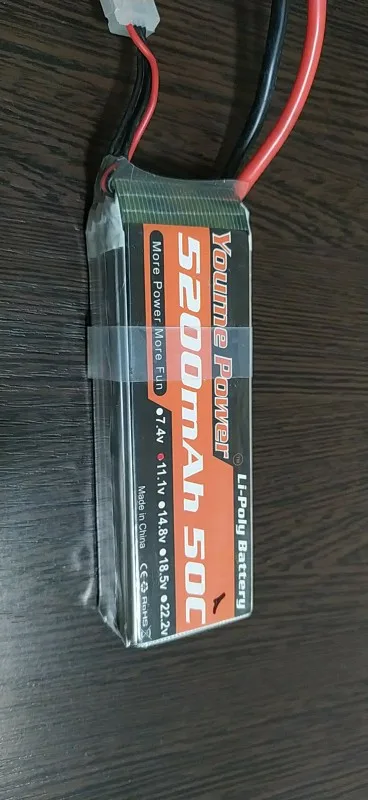 Youme Power™
Li-Poly Battery
5200mAh 50C
More Power More Fun
●7.4v ●11.1v ●14.8v ●18.5v ●22.2v
Made in China
CE RoHS